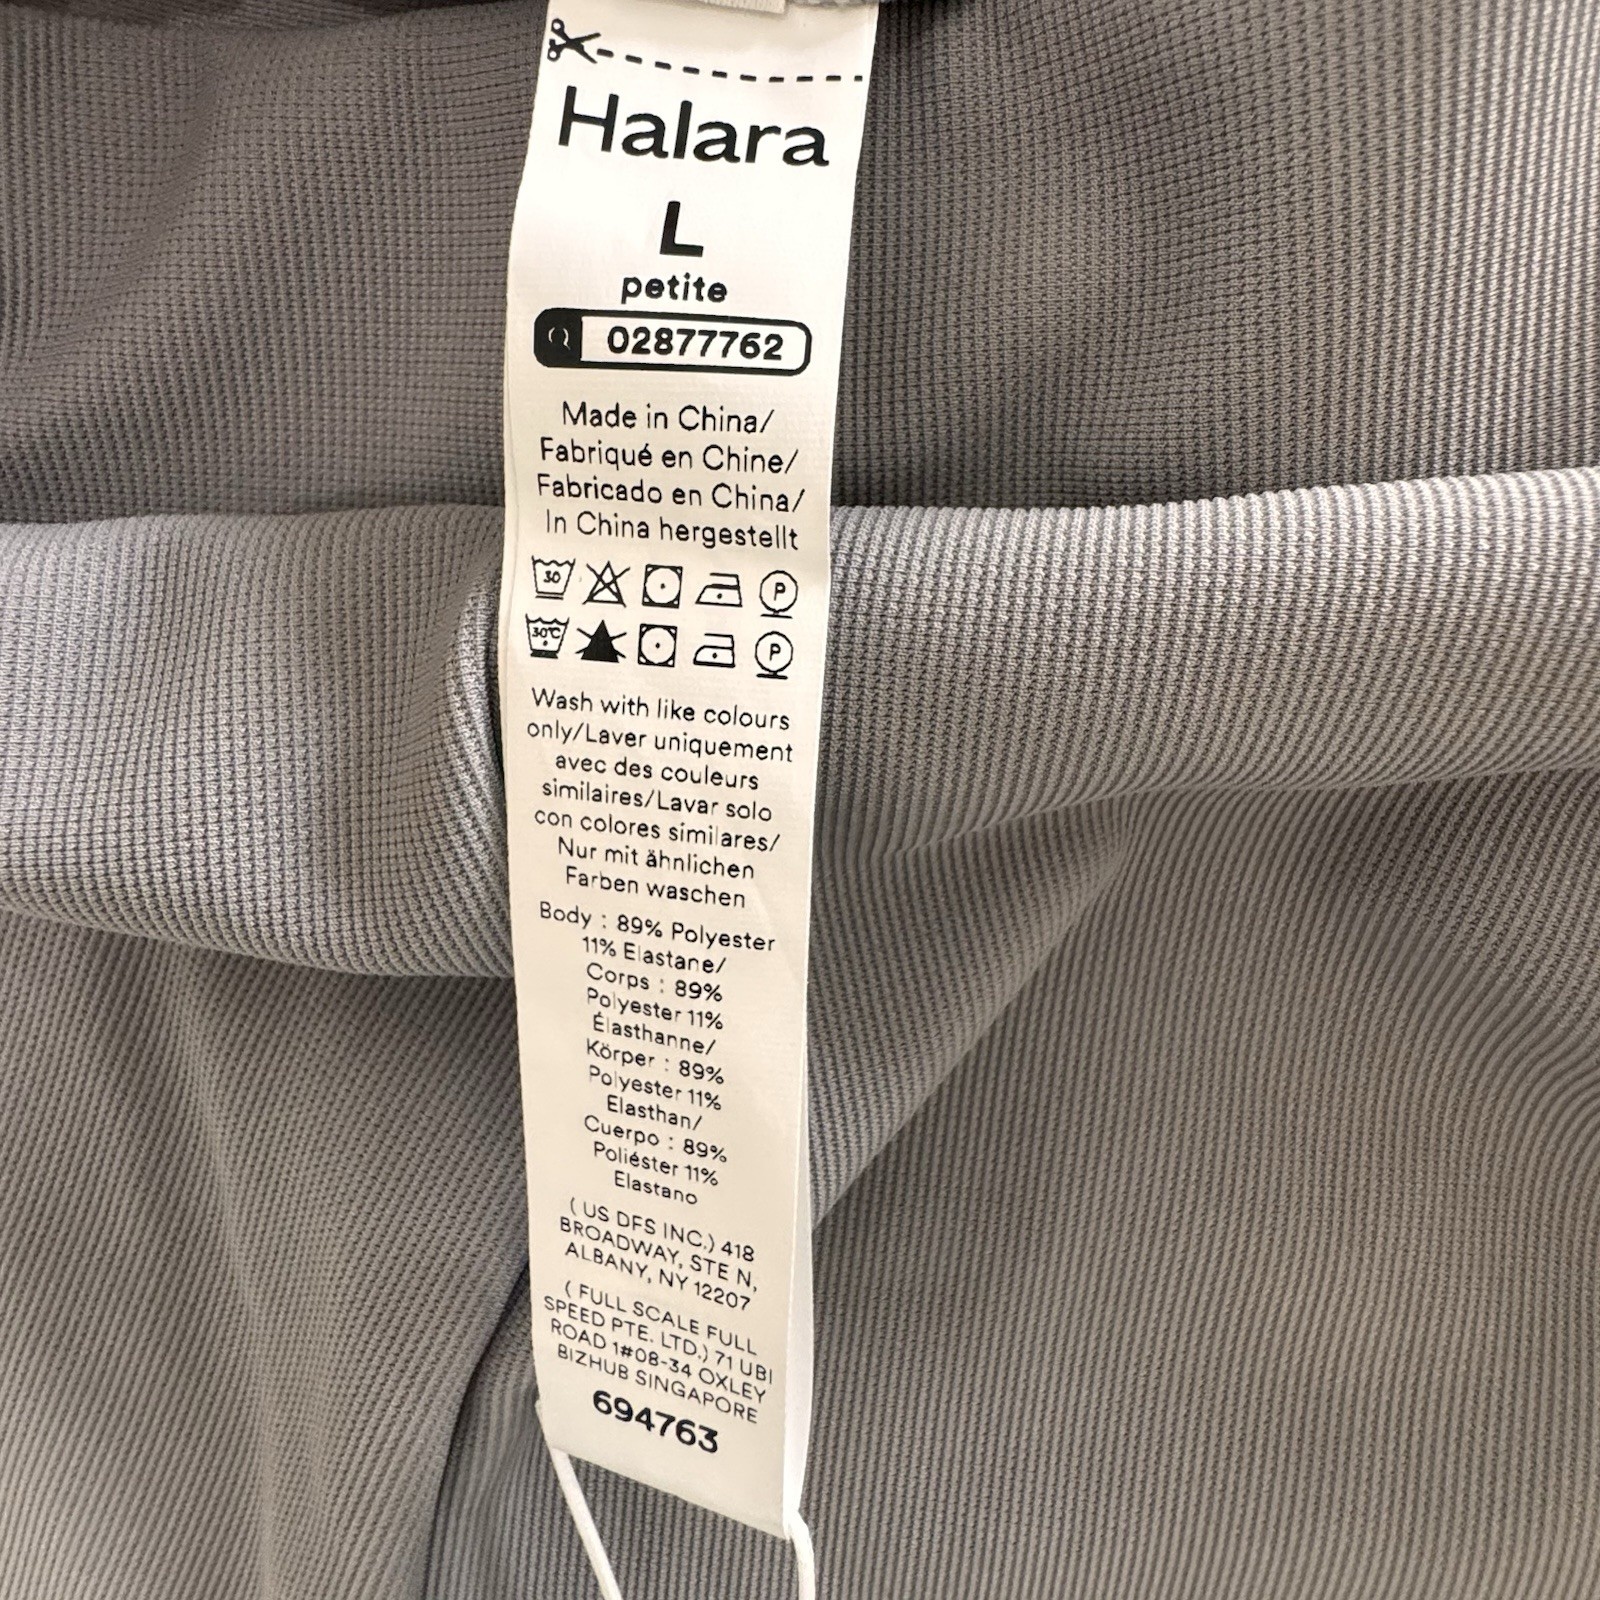 Halara
L
petite
02877762
Made in China/
Fabriqué en Chine/
Fabricado en China/
In China hergestellt
30 P
30°C P
Wash with like colours
only/Laver uniquement
avec des couleurs
similaires/Lavar solo
con colores similares/
Nur mit ähnlichen
Farben waschen
Body : 89% Polyester
11% Elastane/
Corps : 89%
Polyester 11%
Élasthanne/
Körper : 89%
Polyester 11%
Elasthan/
Cuerpo : 89%
Poliéster 11%
Elastano
( US DFS INC.) 418
BROADWAY, STE N,
ALBANY, NY 12207
( FULL SCALE FULL
SPEED PTE. LTD.) 71 UBI
ROAD 1#08-34 OXLEY
BIZHUB SINGAPORE
694763